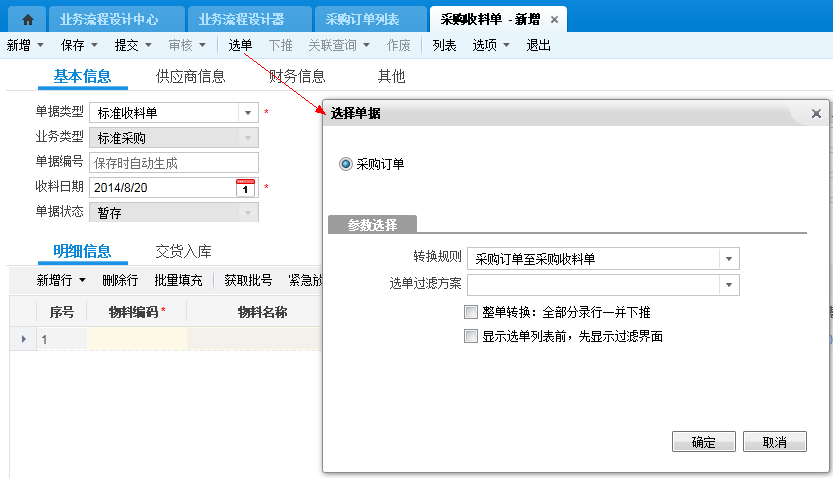 业务流程设计中心 业务流程设计器 采购订单列表 采购收料单 -新增
新增 保存 提交 审核 选单 下推 关联查询 作废 列表 选项 退出
基本信息 供应商信息 财务信息 其他
单据类型 标准收料单 *
业务类型 标准采购
单据编号 保存时自动生成
收料日期 2014/8/20 1 *
单据状态 暂存
明细信息 交货入库
新增行 删除行 批量填充 获取批号 紧急放
序号 物料编码* 物料名称
1
选择单据
采购订单
参数选择
转换规则 采购订单至采购收料单
选单过滤方案
整单转换：全部分录行一并下推
显示选单列表前，先显示过滤界面
确定 取消